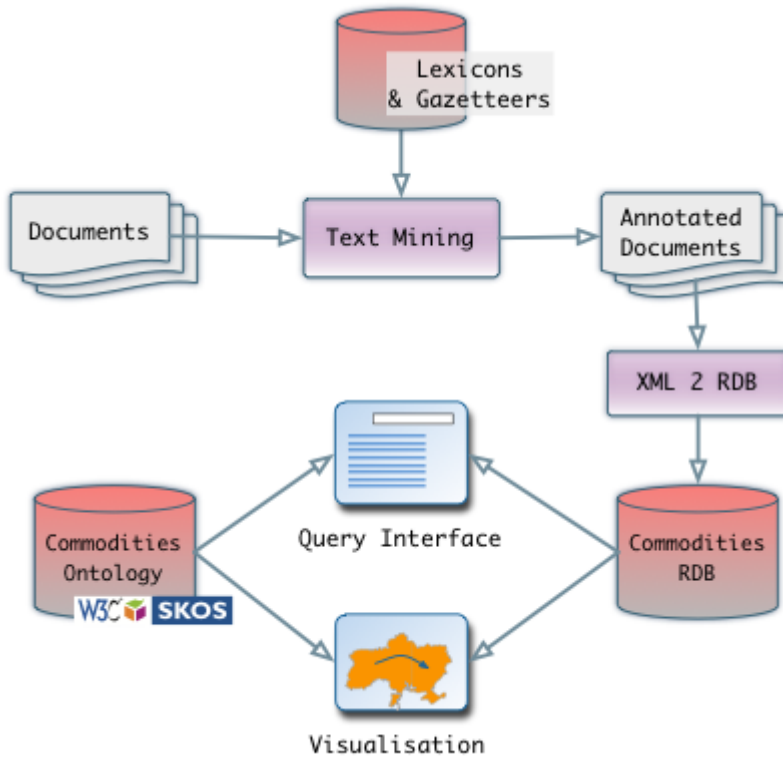 Lexicons
& Gazetteers
Documents
Text Mining
Annotated
Documents
XML 2 RDB
Query Interface
Commodities
Ontology
W3C SKOS
Commodities
RDB
Visualisation